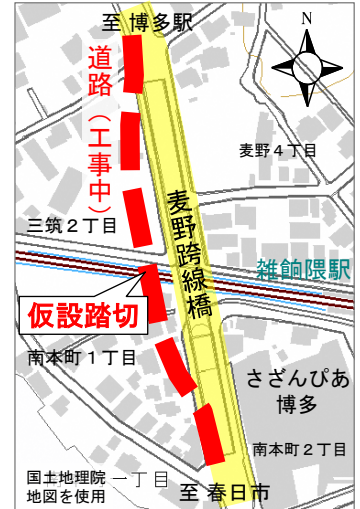 至 博多駅
N
道路（工事中）
麦野４丁目
三筑２丁目
麦野跨線橋
雑餉隈駅
仮設踏切
南本町１丁目
さざんぴあ
博多
南本町２丁目
国土地理院
地図を使用
一丁目
至 春日市